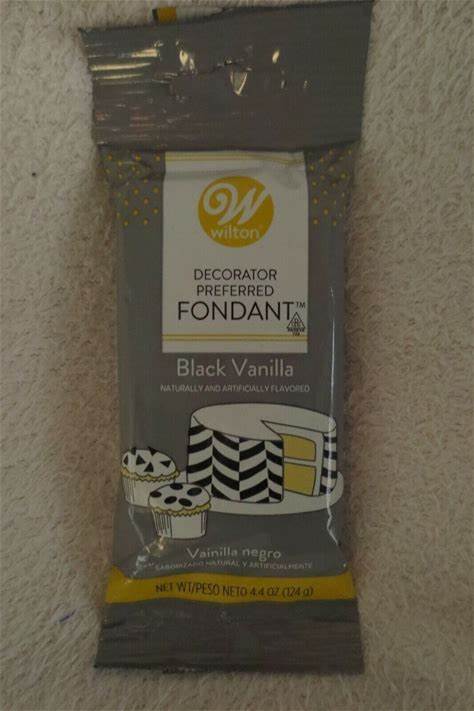 wilton
DECORATOR
PREFERRED
FONDANT™
Black Vanilla
NATURALLY AND ARTIFICIALLY FLAVORED
Vainilla negro
SABORIZADO NATURAL Y ARTIFICIALMENTE
NET WT/PESO NETO 4.4 OZ (124 g)